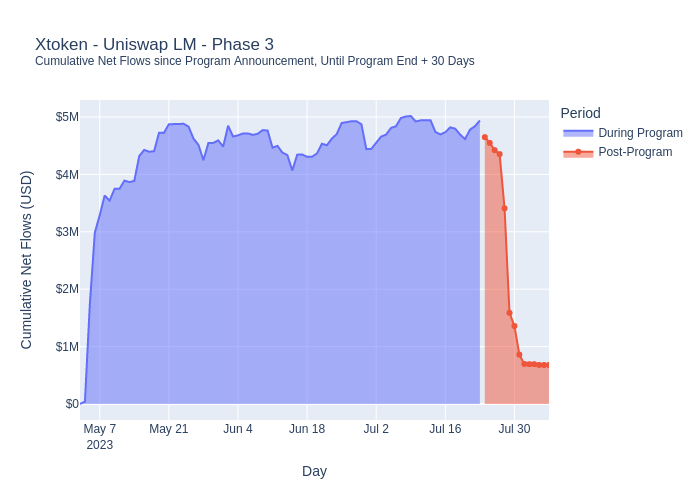 Xtoken - Uniswap LM - Phase 3
Cumulative Net Flows since Program Announcement, Until Program End + 30 Days
Period
During Program
Post-Program
Cumulative Net Flows (USD)
$5M
$4M
$3M
$2M
$1M
$0
May 7
2023
May 21
Jun 4
Jun 18
Jul 2
Jul 16
Jul 30
Day